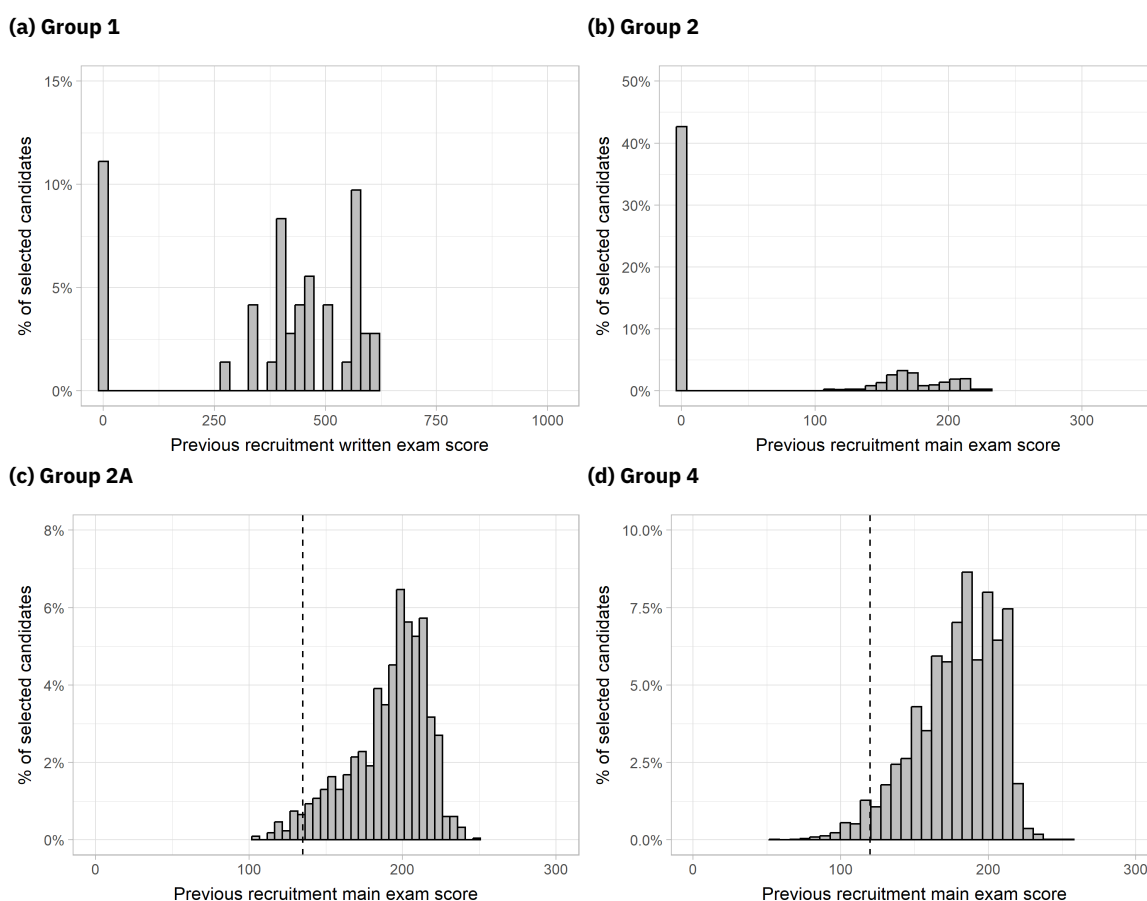 (a) Group 1
15%
10%
5%
0%
% of selected candidates
0 250 500 750 1000
Previous recruitment written exam score
(b) Group 2
50%
40%
30%
20%
10%
0%
% of selected candidates
0 100 200 300
Previous recruitment main exam score
(c) Group 2A
8%
6%
4%
2%
0%
% of selected candidates
0 100 200 300
Previous recruitment main exam score
(d) Group 4
10.0%
7.5%
5.0%
2.5%
0.0%
% of selected candidates
0 100 200 300
Previous recruitment main exam score